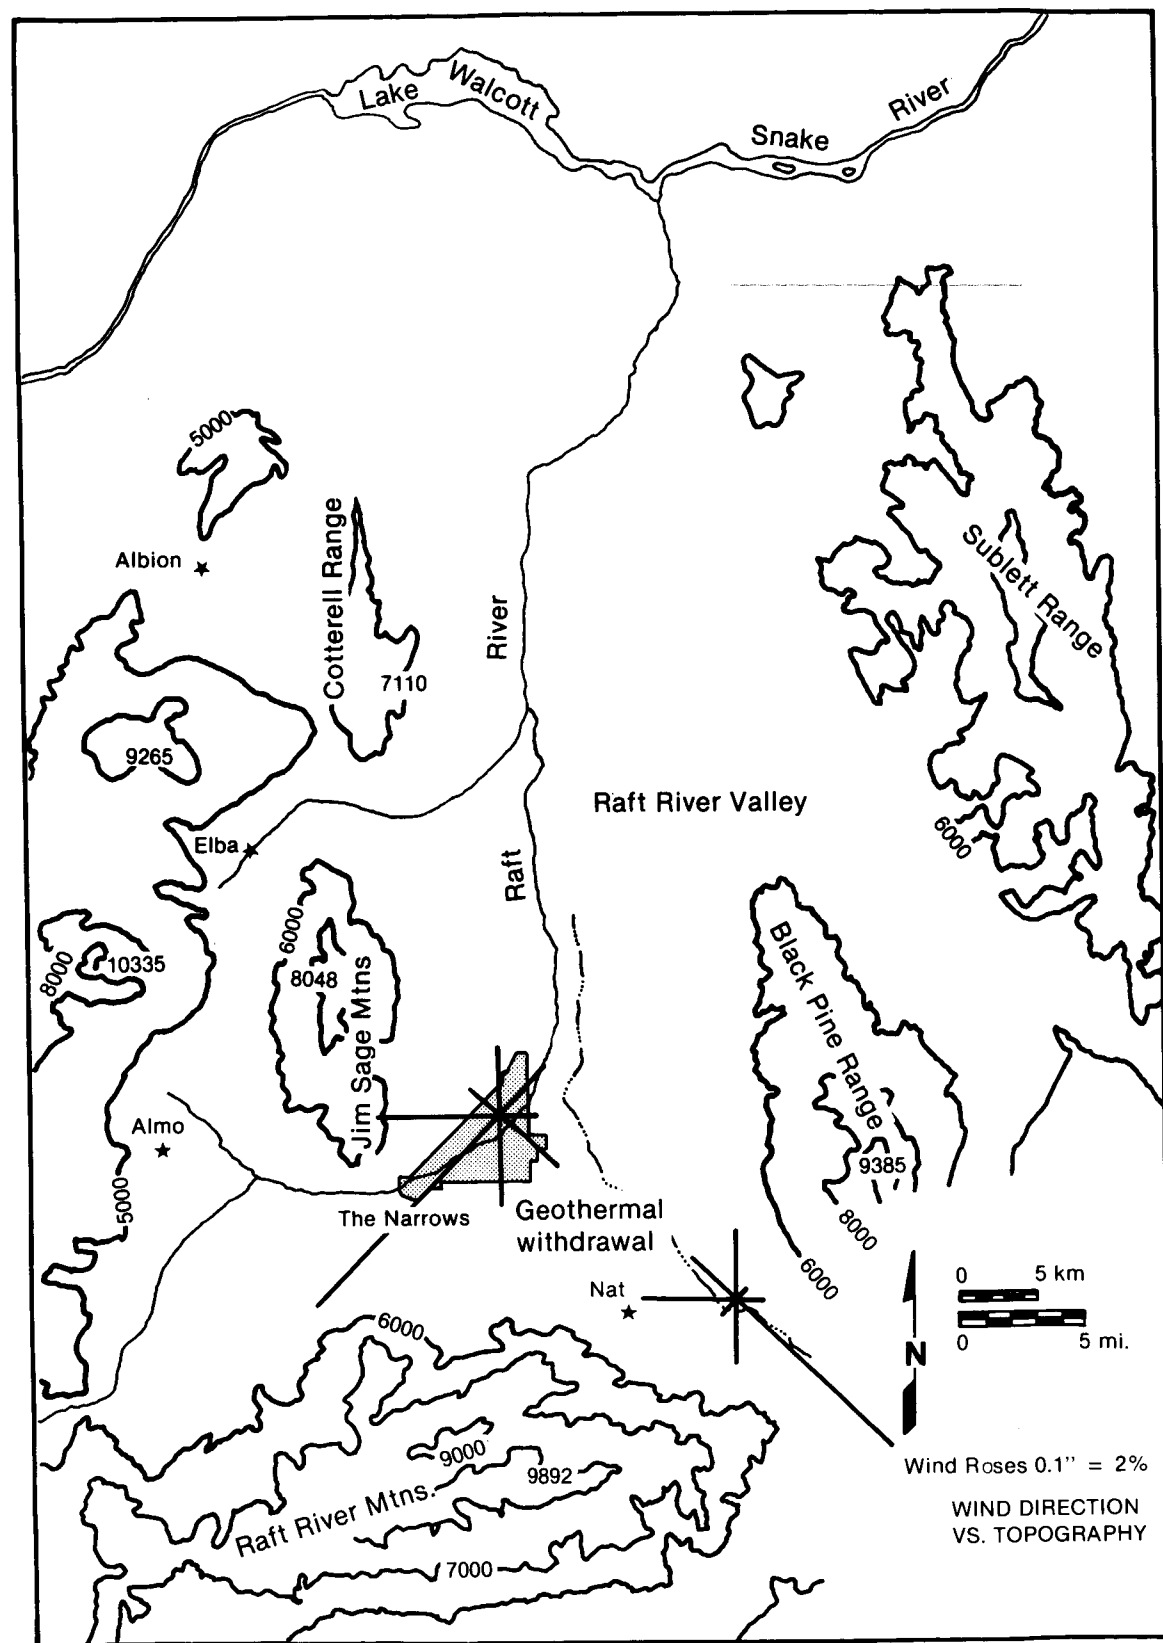 Lake Walcott
Snake River
5000
Albion
Cotterell Range
7110
River
Sublett Range
9265
Raft River Valley
6000
Elba
Raft
6000
8048
Jim Sage Mtns
8000
10335
Black Pine Range
9385
8000
6000
Almo
5000
The Narrows
Geothermal
withdrawal
Nat
0 5 km
0 5 mi.
N
6000
9000
9892
Raft River Mtns.
7000
Wind Roses 0.1" = 2%
WIND DIRECTION
VS. TOPOGRAPHY